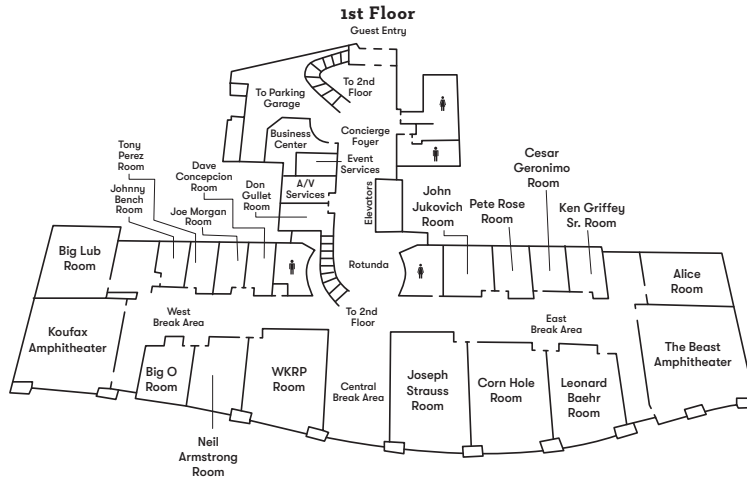 1st Floor
Guest Entry
To 2nd
Floor
To Parking
Garage
Business
Center
Concierge
Foyer
Event
Services
A/V
Services
Elevators
Tony
Perez
Room
Johnny
Bench
Room
Dave
Concepcion
Room
Joe Morgan
Room
Don
Gullet
Room
John
Jukovich
Room
Pete Rose
Room
Cesar
Geronimo
Room
Ken Griffey
Sr. Room
Big Lub
Room
Rotunda
Alice
Room
West
Break Area
To 2nd
Floor
East
Break Area
Koufax
Amphitheater
The Beast
Amphitheater
Big O
Room
WKRP
Room
Central
Break Area
Joseph
Strauss
Room
Corn Hole
Room
Leonard
Baehr
Room
Neil
Armstrong
Room